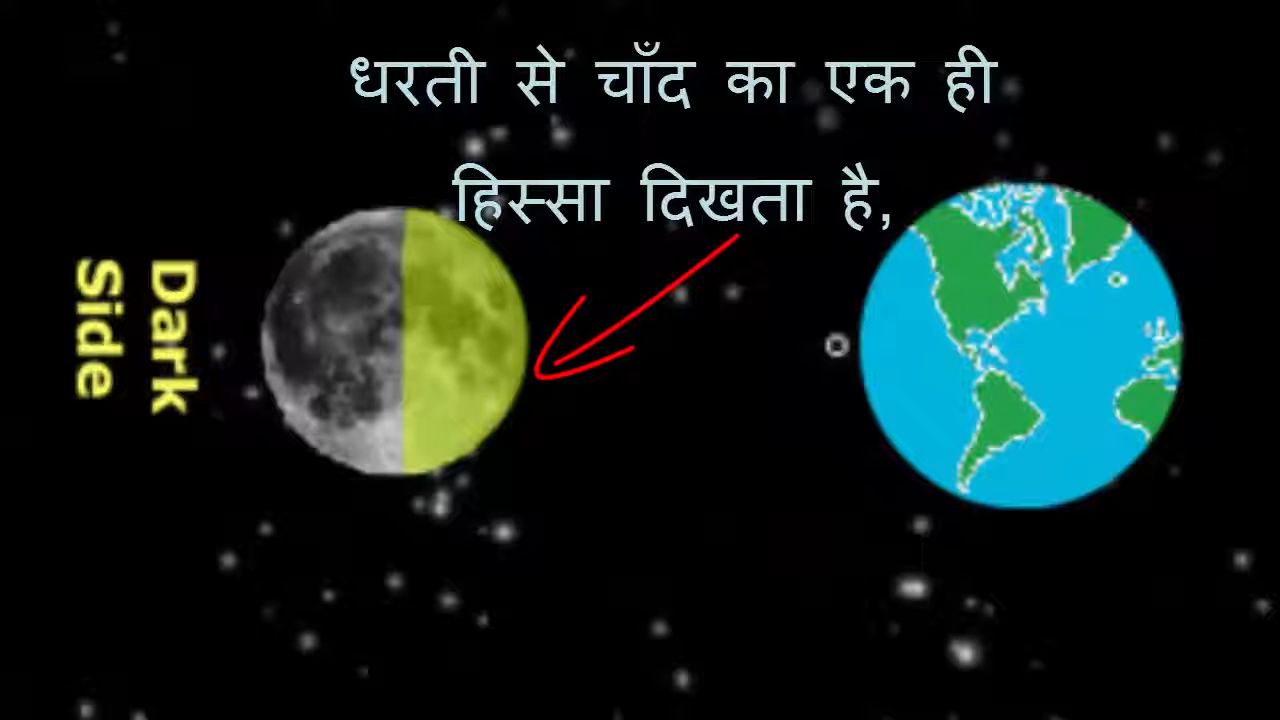 धरती से चाँद का एक ही
हिस्सा दिखता है,
Dark
Side